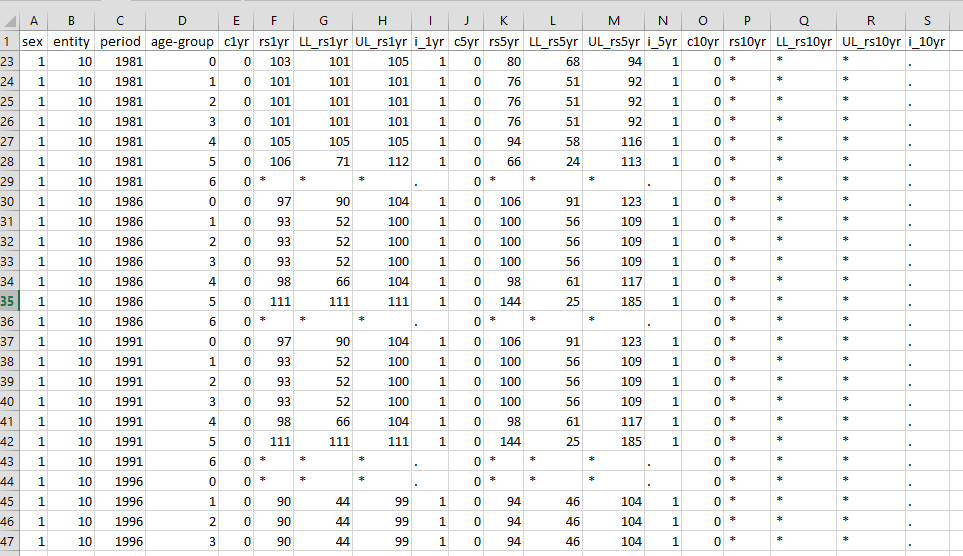 A B C D E F G H I J K L M N O P Q R S
1 sex entity period age-group c1yr rs1yr LL_rs1yr UL_rs1yr i_1yr c5yr rs5yr LL_rs5yr UL_rs5yr i_5yr c10yr rs10yr LL_rs10yr UL_rs10yr i_10yr
23 1 10 1981 0 0 103 101 105 1 0 80 68 94 1 0 * * * .
24 1 10 1981 1 0 101 101 101 1 0 76 51 92 1 0 * * * .
25 1 10 1981 2 0 101 101 101 1 0 76 51 92 1 0 * * * .
26 1 10 1981 3 0 101 101 101 1 0 76 51 92 1 0 * * * .
27 1 10 1981 4 0 105 105 105 1 0 94 58 116 1 0 * * * .
28 1 10 1981 5 0 106 71 112 1 0 66 24 113 1 0 * * * .
29 1 10 1981 6 0 * * * . 0 * * * . 0 * * * .
30 1 10 1986 0 0 97 90 104 1 0 106 91 123 1 0 * * * .
31 1 10 1986 1 0 93 52 100 1 0 100 56 109 1 0 * * * .
32 1 10 1986 2 0 93 52 100 1 0 100 56 109 1 0 * * * .
33 1 10 1986 3 0 93 52 100 1 0 100 56 109 1 0 * * * .
34 1 10 1986 4 0 98 66 104 1 0 98 61 117 1 0 * * * .
35 1 10 1986 5 0 111 111 111 1 0 144 25 185 1 0 * * * .
36 1 10 1986 6 0 * * * . 0 * * * . 0 * * * .
37 1 10 1991 0 0 97 90 104 1 0 106 91 123 1 0 * * * .
38 1 10 1991 1 0 93 52 100 1 0 100 56 109 1 0 * * * .
39 1 10 1991 2 0 93 52 100 1 0 100 56 109 1 0 * * * .
40 1 10 1991 3 0 93 52 100 1 0 100 56 109 1 0 * * * .
41 1 10 1991 4 0 98 66 104 1 0 98 61 117 1 0 * * * .
42 1 10 1991 5 0 111 111 111 1 0 144 25 185 1 0 * * * .
43 1 10 1991 6 0 * * * . 0 * * * . 0 * * * .
44 1 10 1996 0 0 * * * . 0 * * * . 0 * * * .
45 1 10 1996 1 0 90 44 99 1 0 94 46 104 1 0 * * * .
46 1 10 1996 2 0 90 44 99 1 0 94 46 104 1 0 * * * .
47 1 10 1996 3 0 90 44 99 1 0 94 46 104 1 0 * * * .